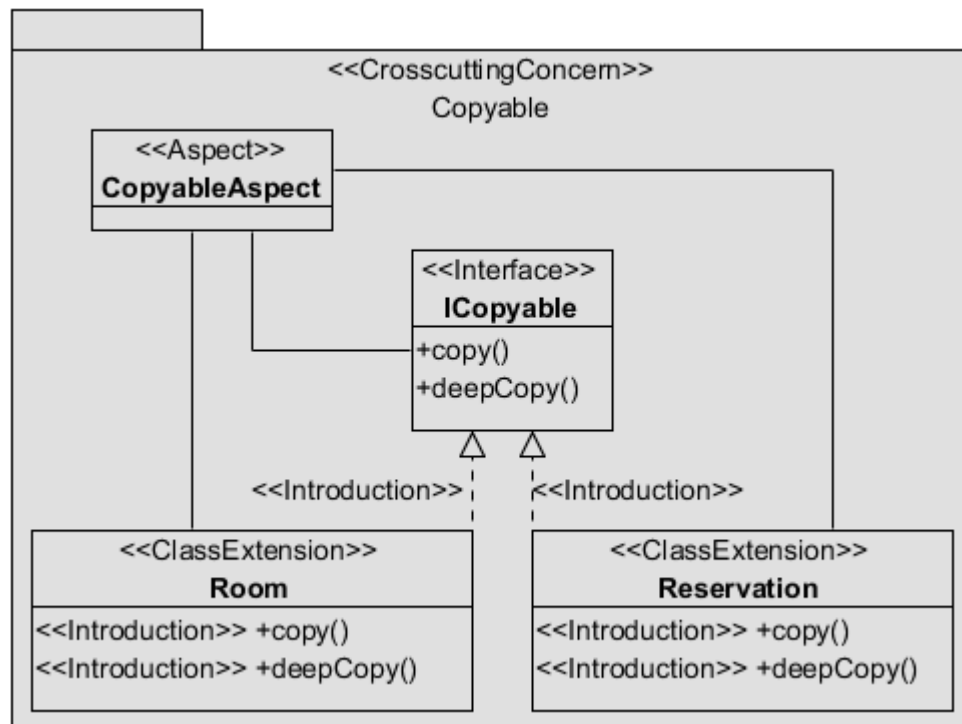 <<CrosscuttingConcern>>
Copyable
<<Aspect>>
CopyableAspect
<<Interface>>
ICopyable
+copy()
+deepCopy()
<<Introduction>>
<<Introduction>>
<<ClassExtension>>
Room
<<Introduction>> +copy()
<<Introduction>> +deepCopy()
<<ClassExtension>>
Reservation
<<Introduction>> +copy()
<<Introduction>> +deepCopy()